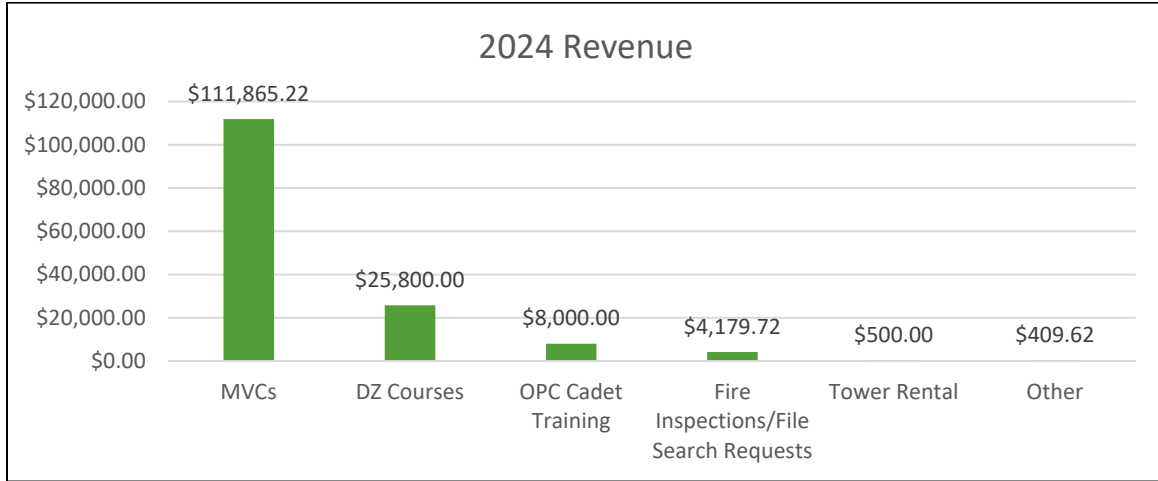 2024 Revenue
$120,000.00
$100,000.00
$80,000.00
$60,000.00
$40,000.00
$20,000.00
$0.00
$111,865.22
$25,800.00
$8,000.00
$4,179.72
$500.00
$409.62
MVCs
DZ Courses
OPC Cadet
Training
Fire
Inspections/File
Search Requests
Tower Rental
Other